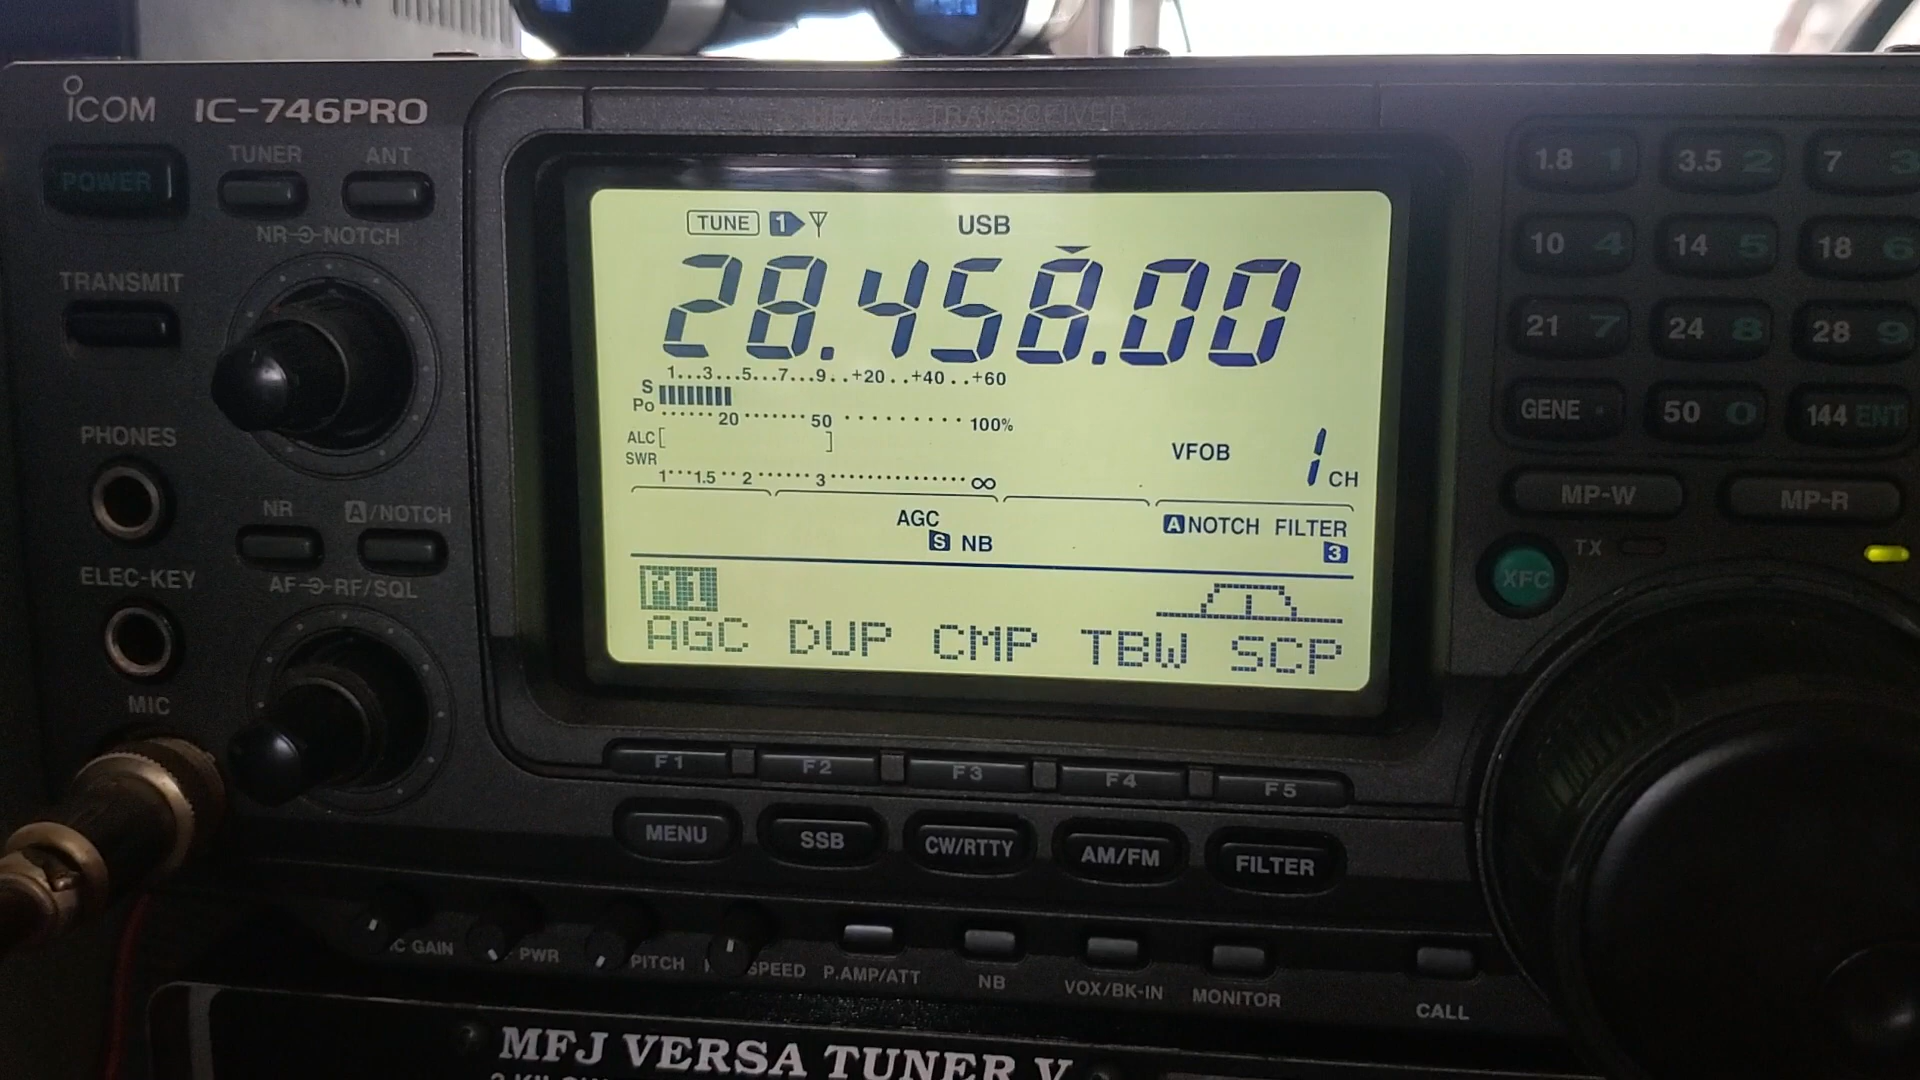 ICOM IC-746PRO
TRANSCEIVER
POWER
TUNER ANT
NR NOTCH
TRANSMIT
PHONES
NR A/NOTCH
ELEC-KEY
AF RF/SQL
MIC
TUNE 1 USB
28.458.00
1...3...5...7...9..+20..+40..+60
S
Po
20 50 100%
ALC
SWR
1 1.5 2 3 ∞
VFOB 1 CH
AGC
S NB
A NOTCH FILTER
3
M1
AGC DUP CMP TBW SCP
F1 F2 F3 F4 F5
MENU SSB CW/RTTY AM/FM FILTER
C GAIN PWR PITCH SPEED P.AMP/ATT NB VOX/BK-IN MONITOR CALL
1.8 1 3.5 2 7 3
10 4 14 5 18 6
21 7 24 8 28 9
GENE · 50 0 144 ENT
MP-W MP-R
XFC TX
MFJ VERSA TUNER V